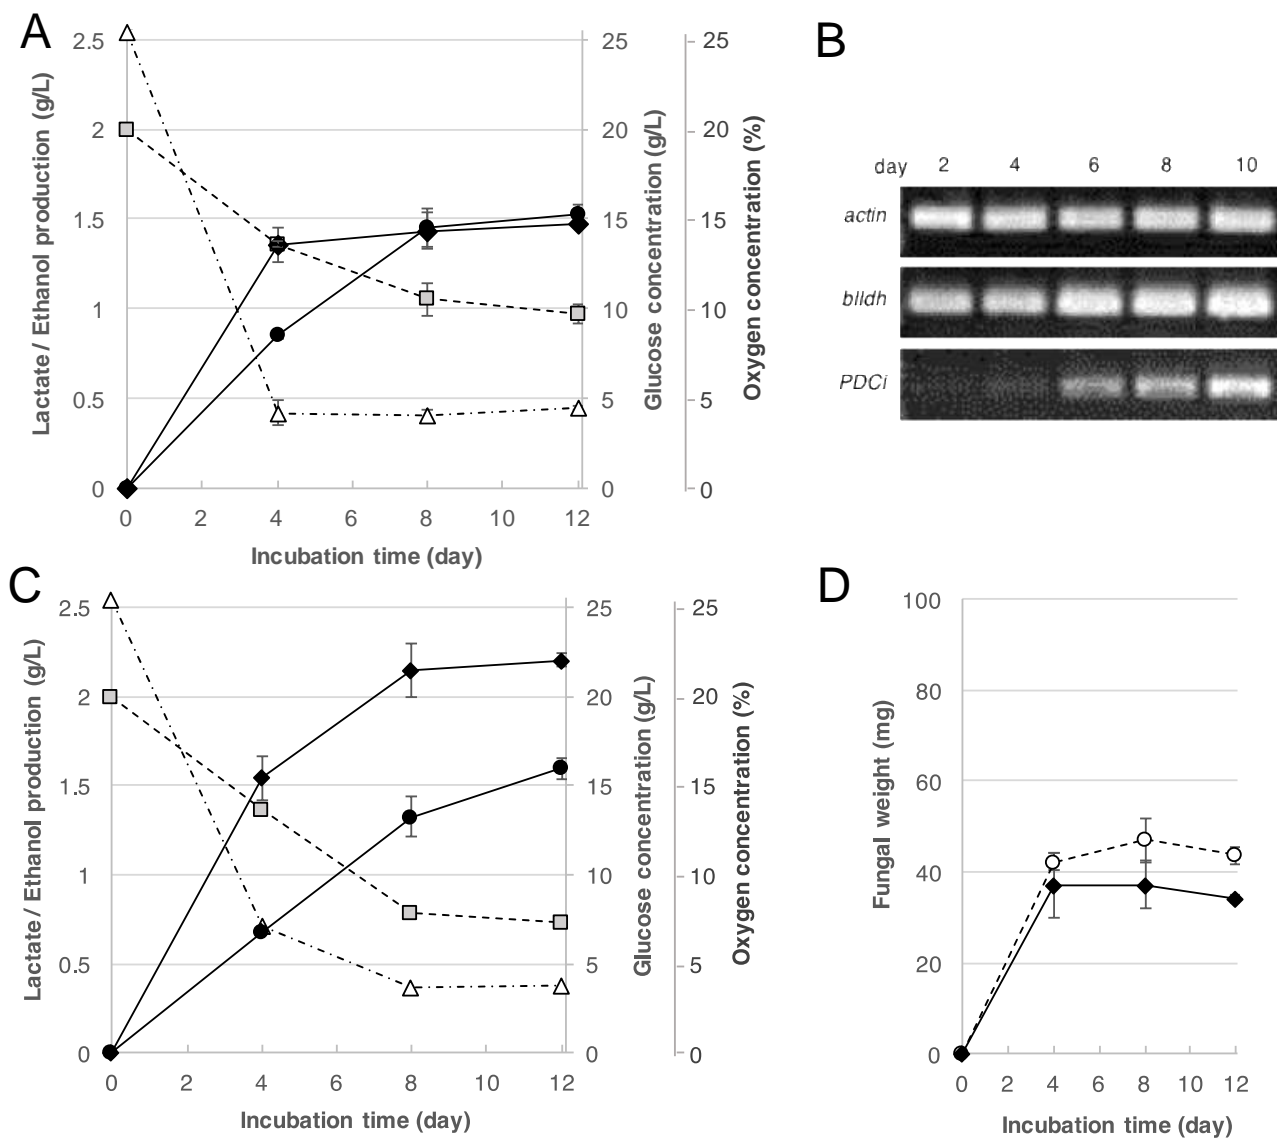 A
Lactate / Ethanol production (g/L)
2.5
2
1.5
1
0.5
0
25
20
15
10
5
0
Glucose concentration (g/L)
25
20
15
10
5
0
Oxygen concentration (%)
0 2 4 6 8 10 12
Incubation time (day)
B
day 2 4 6 8 10
actin
blldh
PDCi
C
Lactate / Ethanol production (g/L)
2.5
2
1.5
1
0.5
0
25
20
15
10
5
0
Glucose concentration (g/L)
25
20
15
10
5
0
Oxygen concentration (%)
0 2 4 6 8 10 12
Incubation time (day)
D
Fungal weight (mg)
100
80
60
40
20
0
0 2 4 6 8 10 12
Incubation time (day)